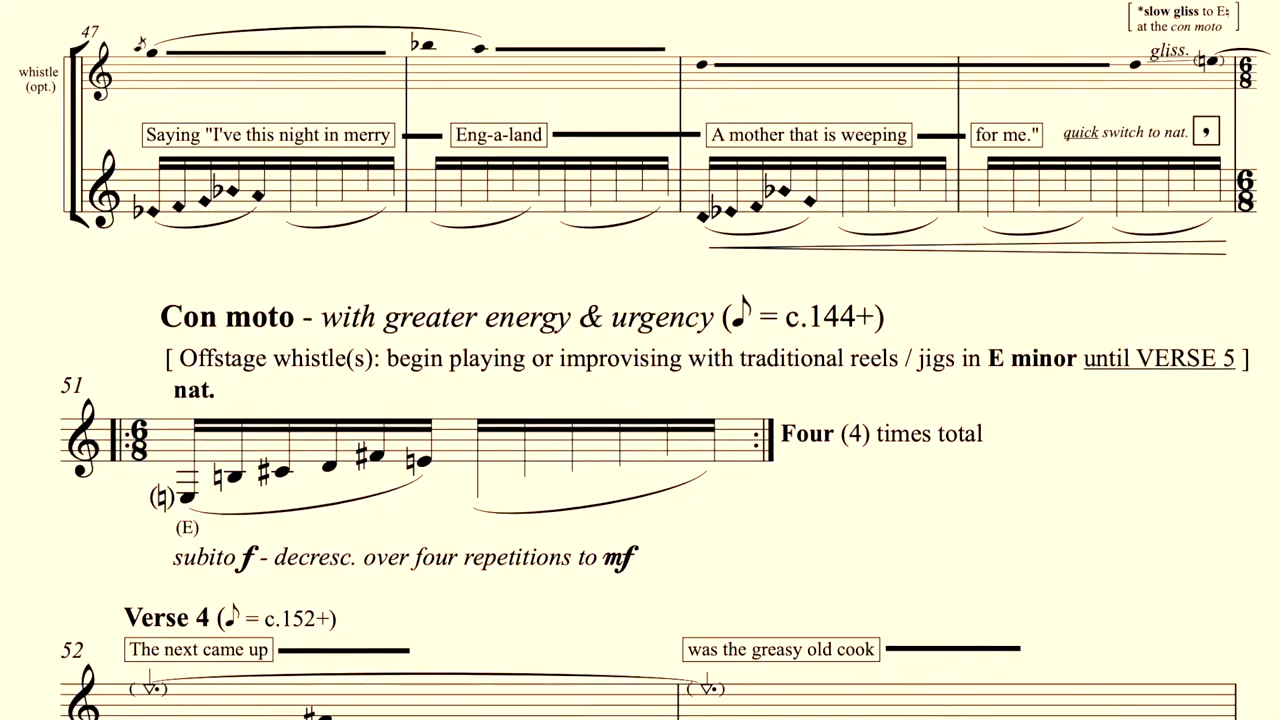 [ *slow gliss to E♮ ]
at the con moto
47
gliss.
whistle
(opt.)
Saying "I've this night in merry Eng-a-land A mother that is weeping for me." quick switch to nat. ,
Con moto - with greater energy & urgency (♪ = c.144+)
[ Offstage whistle(s): begin playing or improvising with traditional reels / jigs in E minor until VERSE 5 ]
nat.
51
6
8
Four (4) times total
(E)
subito f - decresc. over four repetitions to mf
Verse 4 (♪ = c.152+)
52
The next came up was the greasy old cook